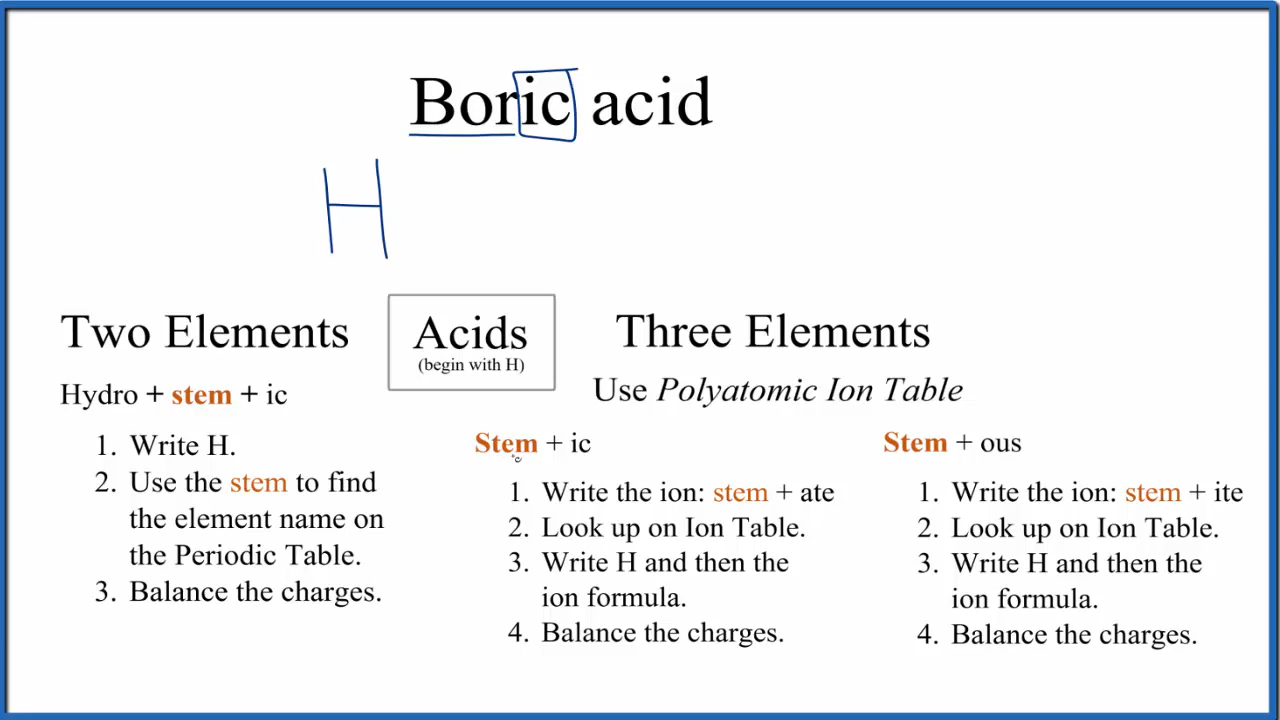 Boric acid
H
Two Elements
Hydro + stem + ic
1. Write H.
2. Use the stem to find
the element name on
the Periodic Table.
3. Balance the charges.
Acids
(begin with H)
Three Elements
Use Polyatomic Ion Table
Stem + ic
1. Write the ion: stem + ate
2. Look up on Ion Table.
3. Write H and then the
ion formula.
4. Balance the charges.
Stem + ous
1. Write the ion: stem + ite
2. Look up on Ion Table.
3. Write H and then the
ion formula.
4. Balance the charges.